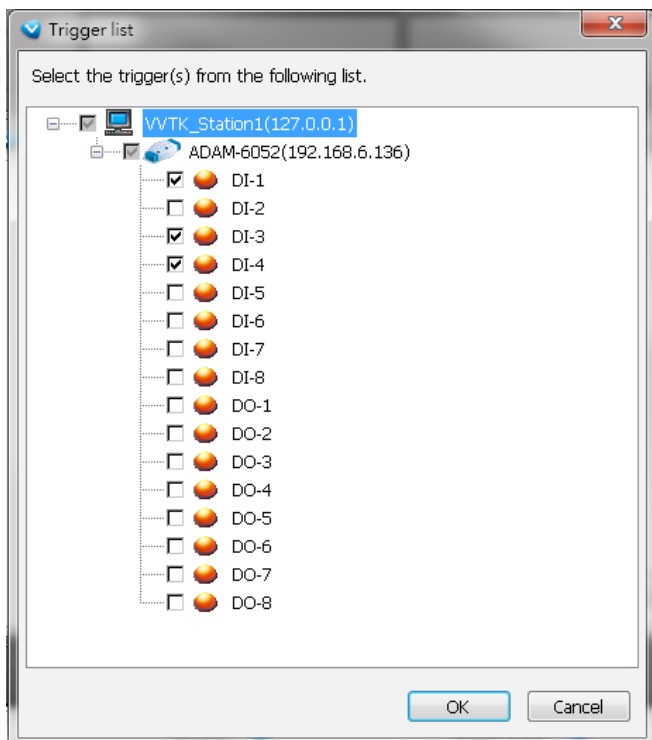 Trigger list
Select the trigger(s) from the following list.
VVTK_Station1(127.0.0.1)
ADAM-6052(192.168.6.136)
DI-1
DI-2
DI-3
DI-4
DI-5
DI-6
DI-7
DI-8
DO-1
DO-2
DO-3
DO-4
DO-5
DO-6
DO-7
DO-8
OK Cancel